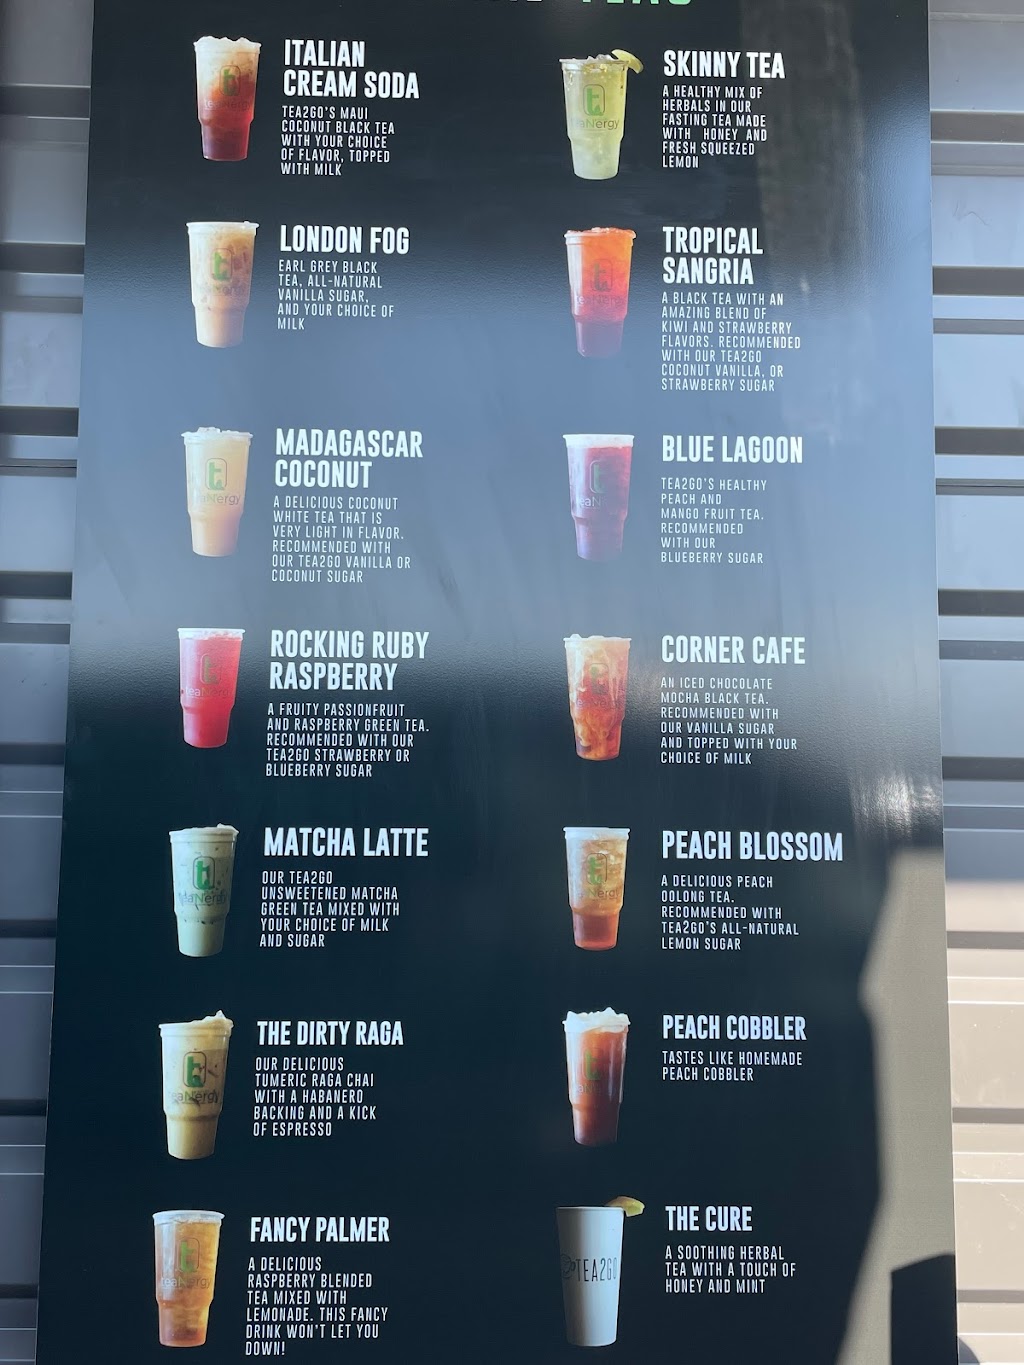 TEAS
ITALIAN
CREAM SODA
TEA2GO'S MAUI
COCONUT BLACK TEA
WITH YOUR CHOICE
OF FLAVOR, TOPPED
WITH MILK
LONDON FOG
EARL GREY BLACK
TEA, ALL-NATURAL
VANILLA SUGAR,
AND YOUR CHOICE OF
MILK
MADAGASCAR
COCONUT
A DELICIOUS COCONUT
WHITE TEA THAT IS
VERY LIGHT IN FLAVOR.
RECOMMENDED WITH
OUR TEA2GO VANILLA OR
COCONUT SUGAR
ROCKING RUBY
RASPBERRY
A FRUITY PASSIONFRUIT
AND RASPBERRY GREEN TEA.
RECOMMENDED WITH OUR
TEA2GO STRAWBERRY OR
BLUEBERRY SUGAR
MATCHA LATTE
OUR TEA2GO
UNSWEETENED MATCHA
GREEN TEA MIXED WITH
YOUR CHOICE OF MILK
AND SUGAR
THE DIRTY RAGA
OUR DELICIOUS
TUMERIC RAGA CHAI
WITH A HABANERO
BACKING AND A KICK
OF ESPRESSO
FANCY PALMER
A DELICIOUS
RASPBERRY BLENDED
TEA MIXED WITH
LEMONADE. THIS FANCY
DRINK WON'T LET YOU
DOWN!
SKINNY TEA
A HEALTHY MIX OF
HERBALS IN OUR
FASTING TEA MADE
WITH HONEY AND
FRESH SQUEEZED
LEMON
TROPICAL
SANGRIA
A BLACK TEA WITH AN
AMAZING BLEND OF
KIWI AND STRAWBERRY
FLAVORS. RECOMMENDED
WITH OUR TEA2GO
COCONUT VANILLA, OR
STRAWBERRY SUGAR
BLUE LAGOON
TEA2GO'S HEALTHY
PEACH AND
MANGO FRUIT TEA.
RECOMMENDED
WITH OUR
BLUEBERRY SUGAR
CORNER CAFE
AN ICED CHOCOLATE
MOCHA BLACK TEA.
RECOMMENDED WITH
OUR VANILLA SUGAR
AND TOPPED WITH YOUR
CHOICE OF MILK
PEACH BLOSSOM
A DELICIOUS PEACH
OOLONG TEA.
RECOMMENDED WITH
TEA2GO'S ALL-NATURAL
LEMON SUGAR
PEACH COBBLER
TASTES LIKE HOMEMADE
PEACH COBBLER
THE CURE
A SOOTHING HERBAL
TEA WITH A TOUCH OF
HONEY AND MINT
TEA2GO